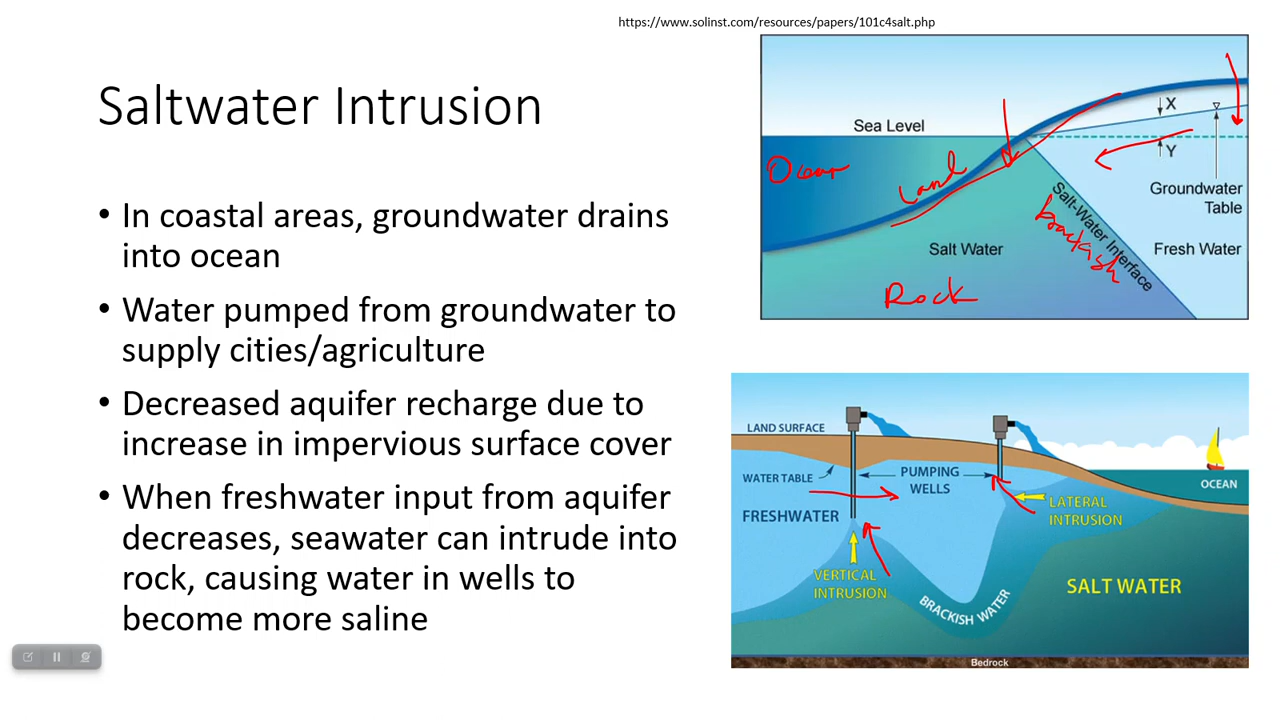 https://www.solinst.com/resources/papers/101c4salt.php
Saltwater Intrusion
• In coastal areas, groundwater drains
into ocean
• Water pumped from groundwater to
supply cities/agriculture
• Decreased aquifer recharge due to
increase in impervious surface cover
• When freshwater input from aquifer
decreases, seawater can intrude into
rock, causing water in wells to
become more saline
Sea Level
X
Y
Ocean
Land
Groundwater
Table
Salt-Water Interface
brackish
Salt Water
Fresh Water
Rock
LAND SURFACE
WATER TABLE
PUMPING
WELLS
OCEAN
FRESHWATER
LATERAL
INTRUSION
VERTICAL
INTRUSION
BRACKISH WATER
SALT WATER
Bedrock